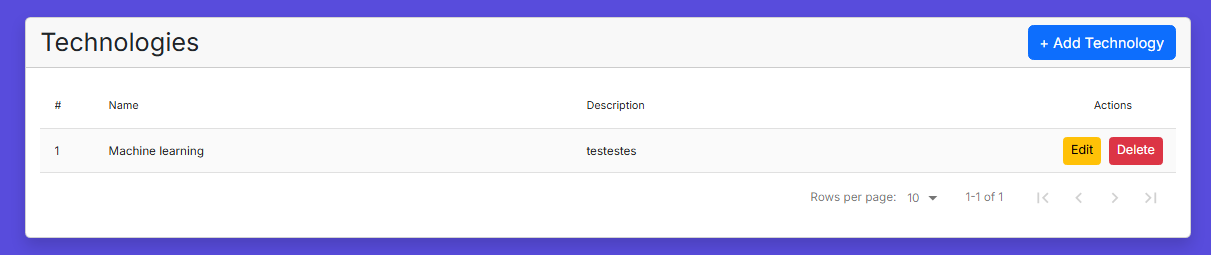 Technologies
+ Add Technology
# Name Description Actions
1 Machine learning testestes Edit Delete
Rows per page: 10 1-1 of 1